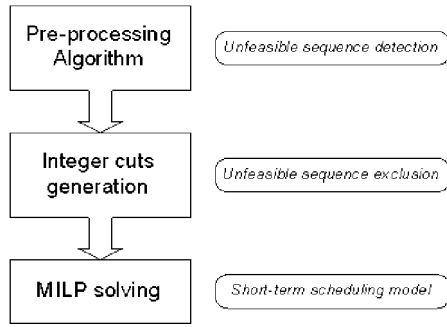 Pre-processing
Algorithm
Unfeasible sequence detection
Integer cuts
generation
Unfeasible sequence exclusion
MILP solving
Short-term scheduling model